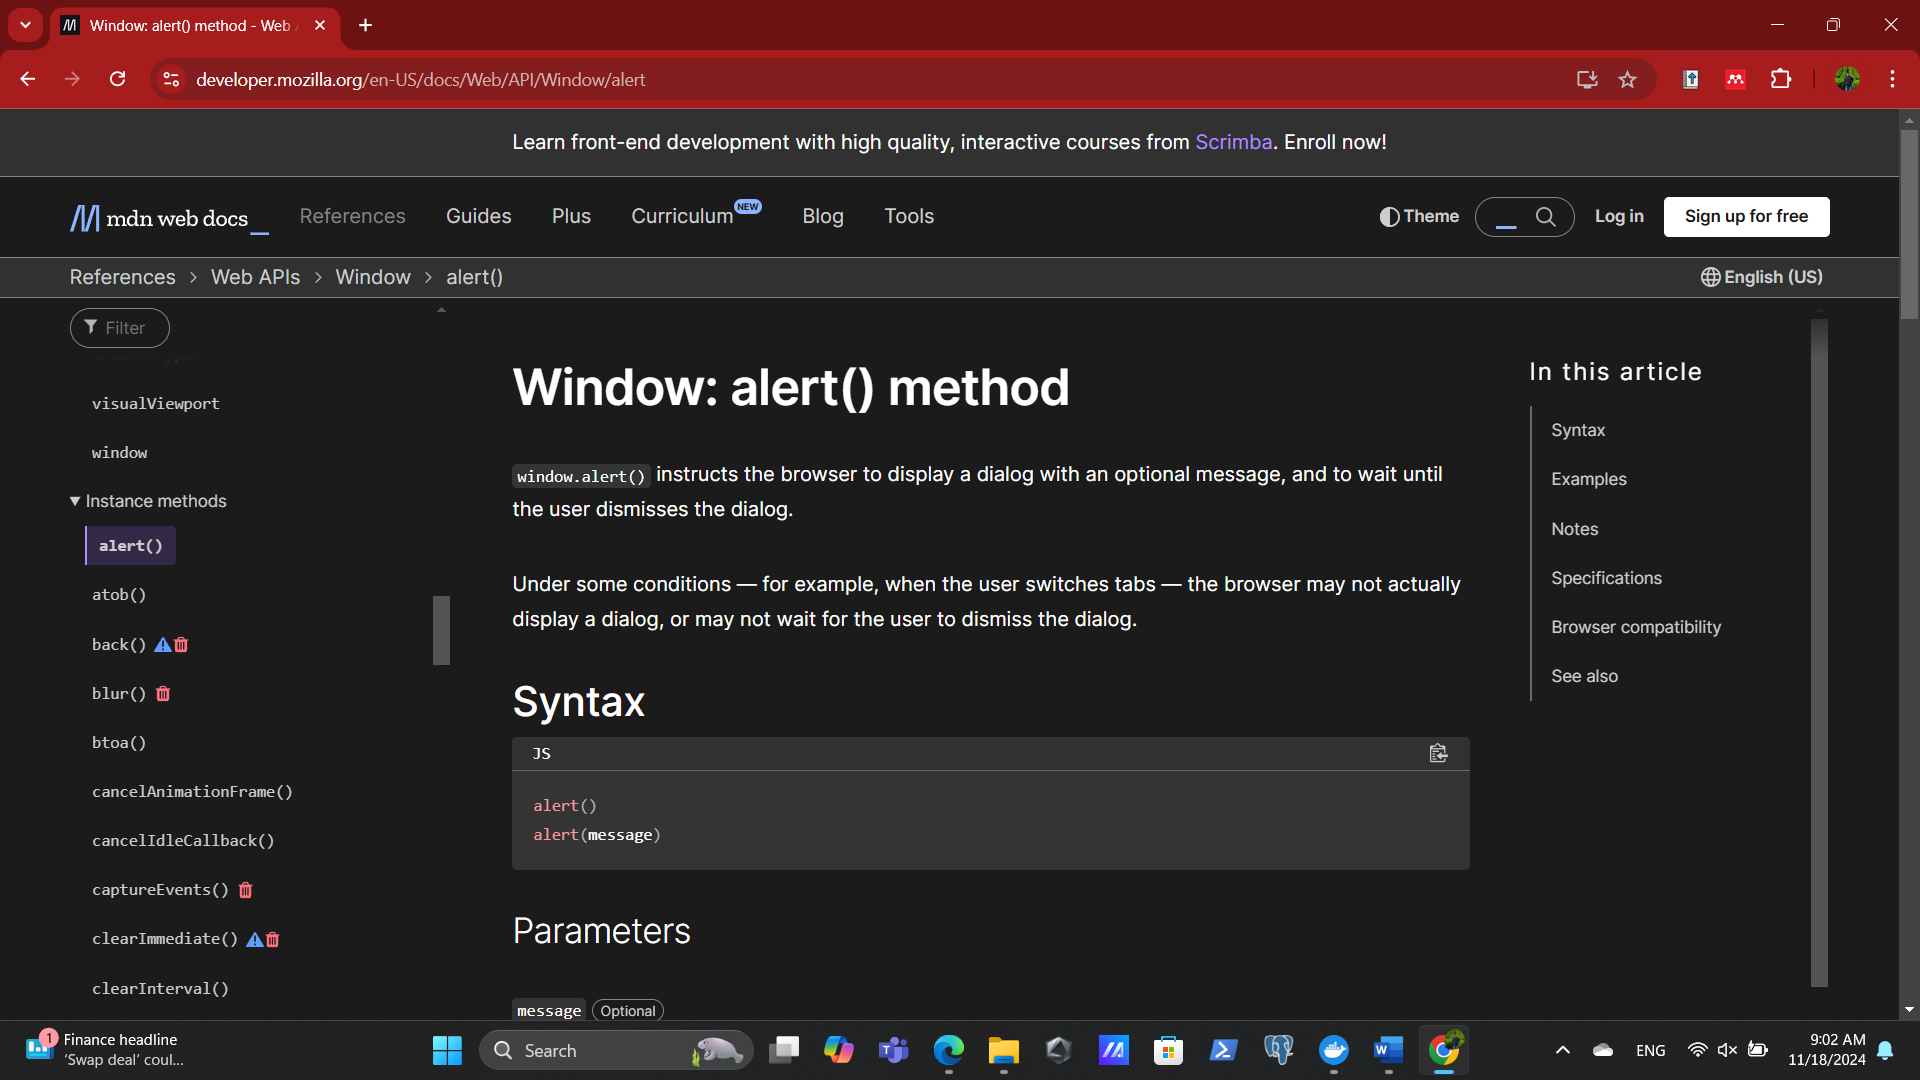 Window: alert() method - Web
developer.mozilla.org/en-US/docs/Web/API/Window/alert
Learn front-end development with high quality, interactive courses from Scrimba. Enroll now!
mdn web docs_
References
Guides
Plus
Curriculum NEW
Blog
Tools
Theme
Log in
Sign up for free
References > Web APIs > Window > alert()
English (US)
Filter
visualViewport
window
Instance methods
alert()
atob()
back()
blur()
btoa()
cancelAnimationFrame()
cancelIdleCallback()
captureEvents()
clearImmediate()
clearInterval()
Window: alert() method
window.alert() instructs the browser to display a dialog with an optional message, and to wait until
the user dismisses the dialog.
Under some conditions — for example, when the user switches tabs — the browser may not actually
display a dialog, or may not wait for the user to dismiss the dialog.
Syntax
JS
alert()
alert(message)
Parameters
message Optional
In this article
Syntax
Examples
Notes
Specifications
Browser compatibility
See also
1
Finance headline
‘Swap deal’ coul...
Search
ENG
9:02 AM
11/18/2024